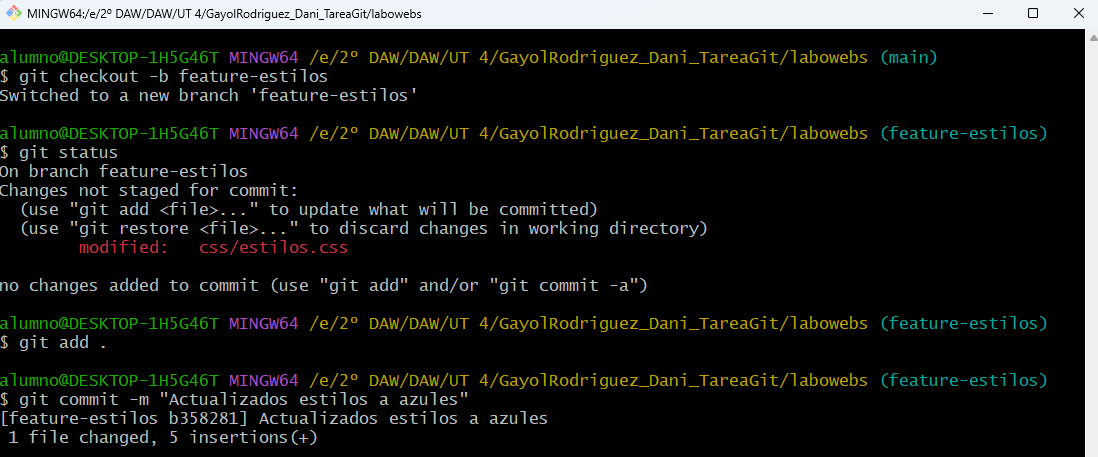 MINGW64:/e/2º DAW/DAW/UT 4/GayolRodriguez_Dani_TareaGit/labowebs
alumno@DESKTOP-1H5G46T MINGW64 /e/2º DAW/DAW/UT 4/GayolRodriguez_Dani_TareaGit/labowebs (main)
$ git checkout -b feature-estilos
Switched to a new branch 'feature-estilos'
alumno@DESKTOP-1H5G46T MINGW64 /e/2º DAW/DAW/UT 4/GayolRodriguez_Dani_TareaGit/labowebs (feature-estilos)
$ git status
On branch feature-estilos
Changes not staged for commit:
  (use "git add <file>..." to update what will be committed)
  (use "git restore <file>..." to discard changes in working directory)
        modified:   css/estilos.css
no changes added to commit (use "git add" and/or "git commit -a")
alumno@DESKTOP-1H5G46T MINGW64 /e/2º DAW/DAW/UT 4/GayolRodriguez_Dani_TareaGit/labowebs (feature-estilos)
$ git add .
alumno@DESKTOP-1H5G46T MINGW64 /e/2º DAW/DAW/UT 4/GayolRodriguez_Dani_TareaGit/labowebs (feature-estilos)
$ git commit -m "Actualizados estilos a azules"
[feature-estilos b358281] Actualizados estilos a azules
 1 file changed, 5 insertions(+)